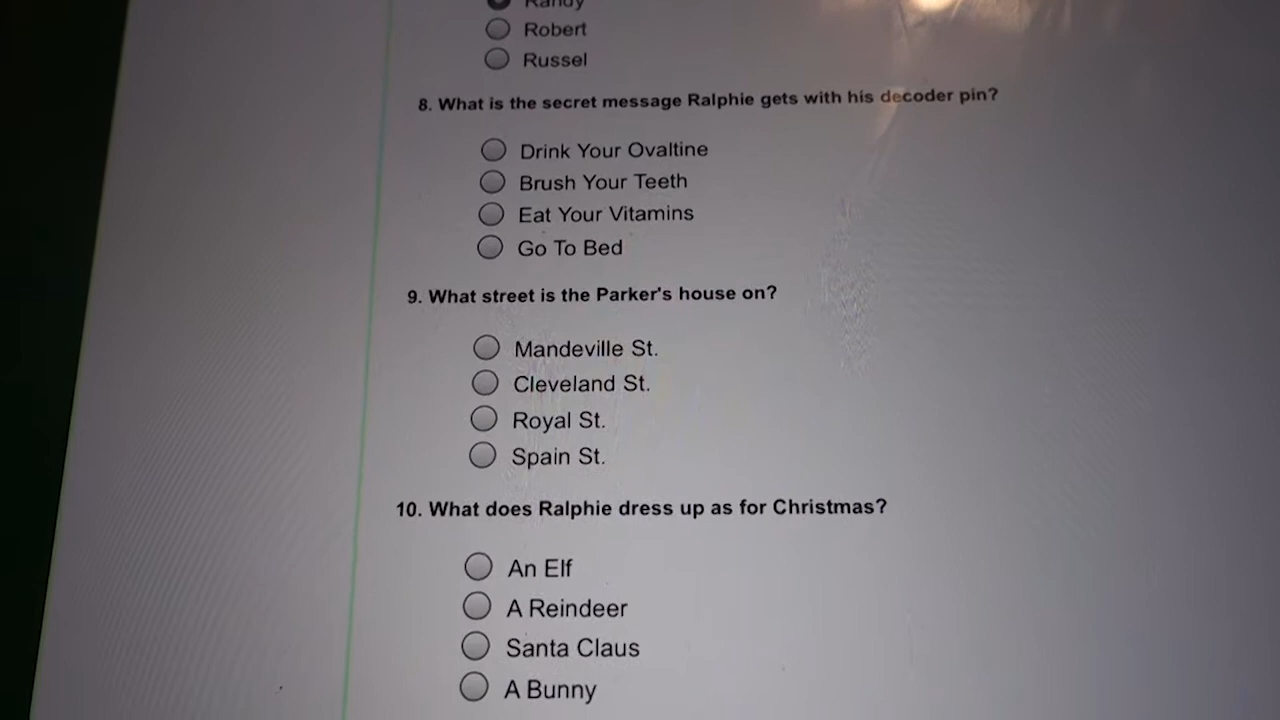 Randy
Robert
Russel
8. What is the secret message Ralphie gets with his decoder pin?
Drink Your Ovaltine
Brush Your Teeth
Eat Your Vitamins
Go To Bed
9. What street is the Parker's house on?
Mandeville St.
Cleveland St.
Royal St.
Spain St.
10. What does Ralphie dress up as for Christmas?
An Elf
A Reindeer
Santa Claus
A Bunny